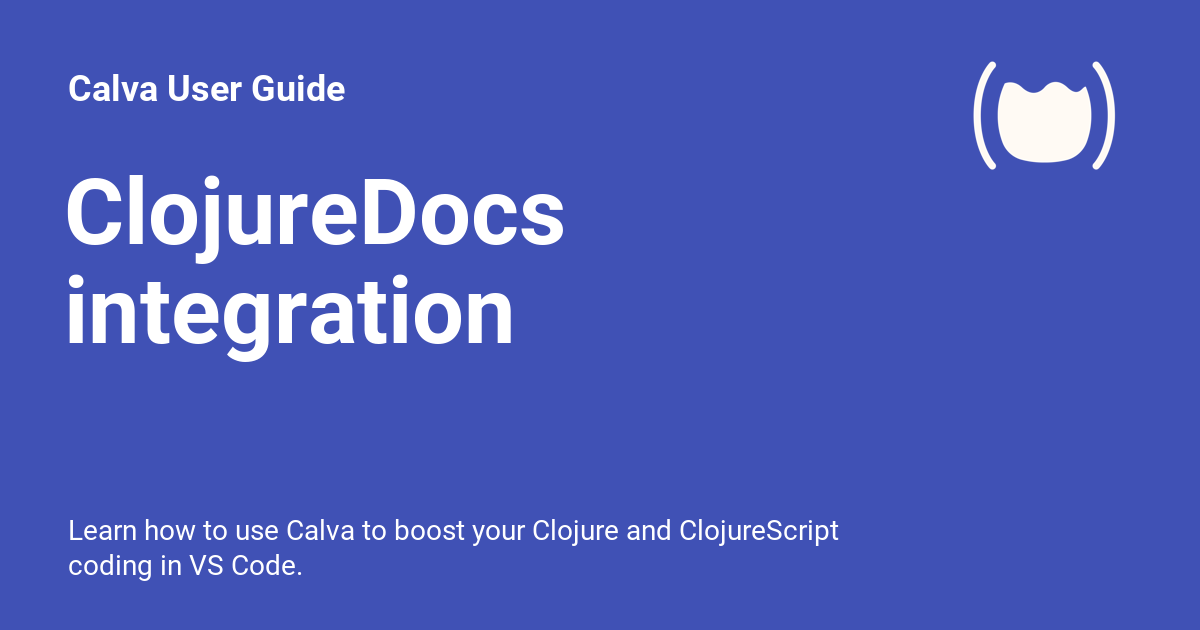 Calva User Guide
ClojureDocs
integration
Learn how to use Calva to boost your Clojure and ClojureScript
coding in VS Code.